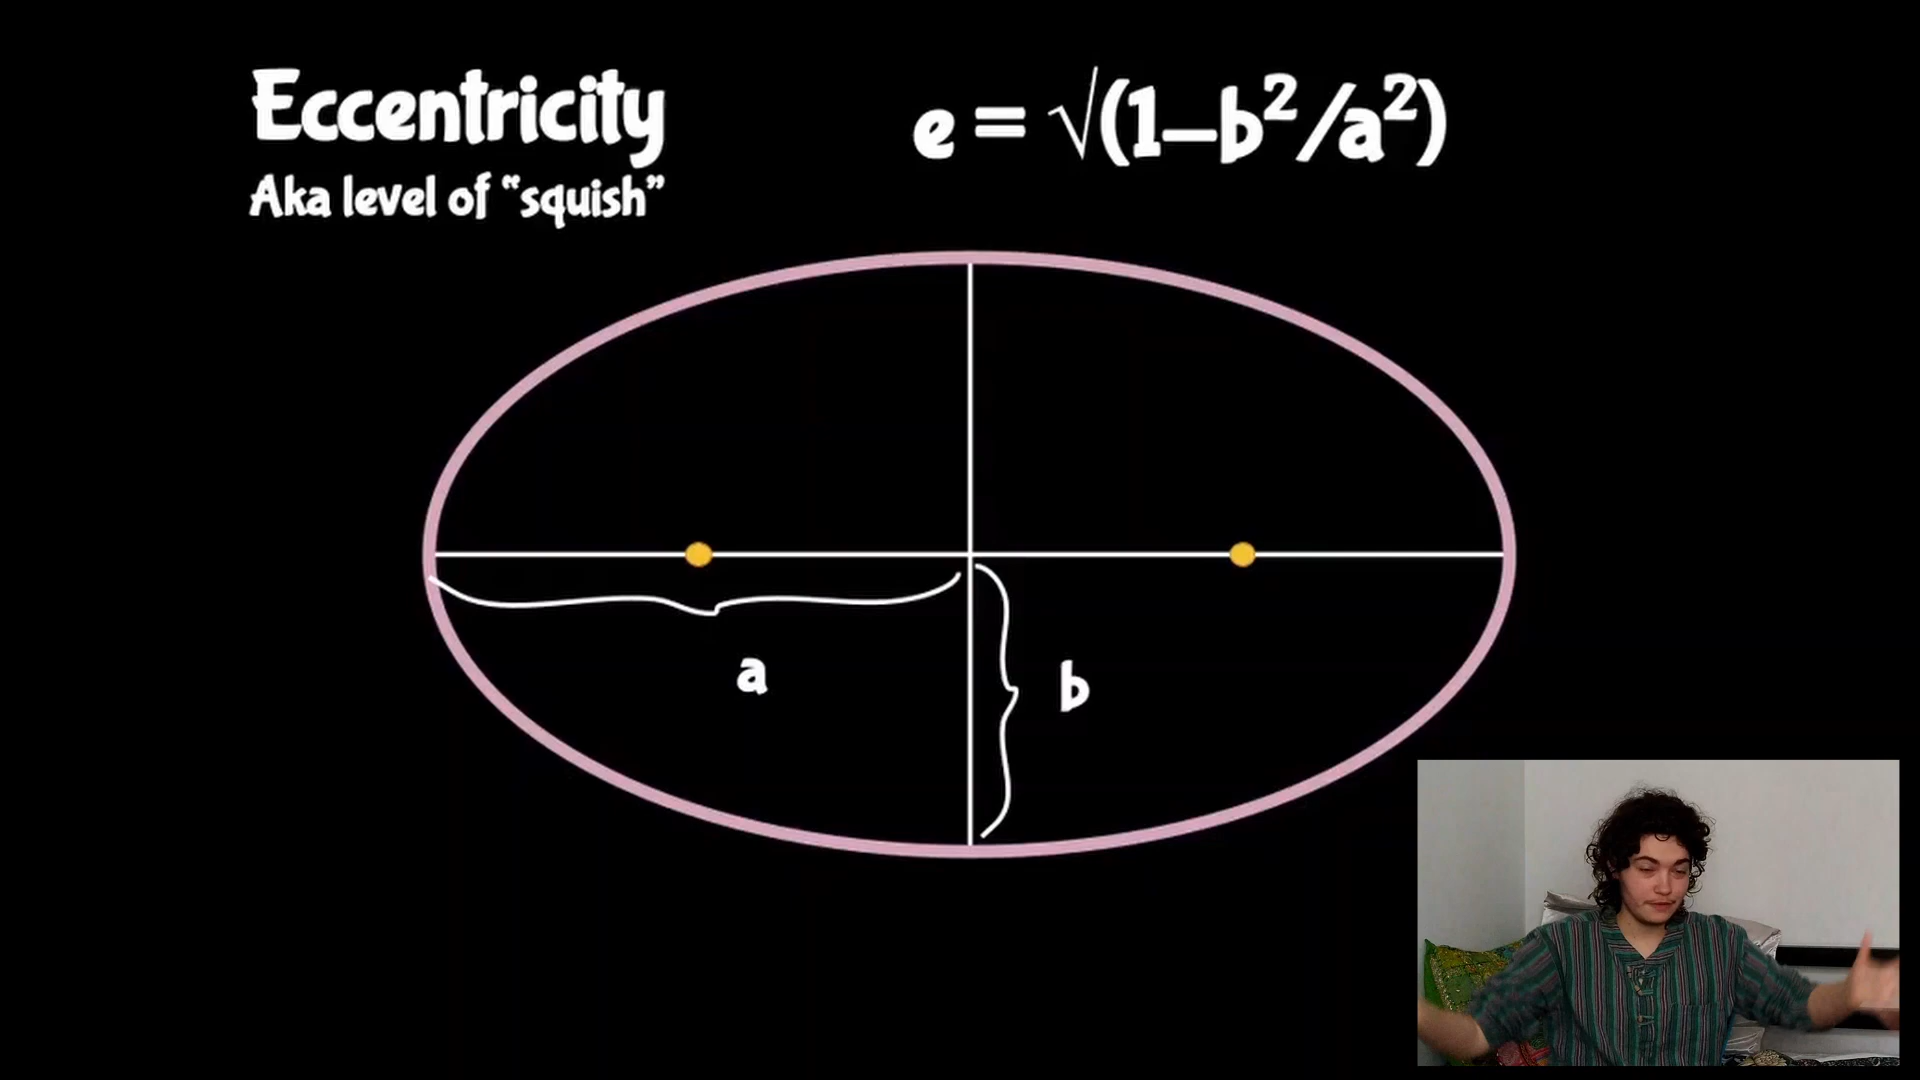 Eccentricity
Aka level of “squish”
e = √(1–b²/a²)
a
b